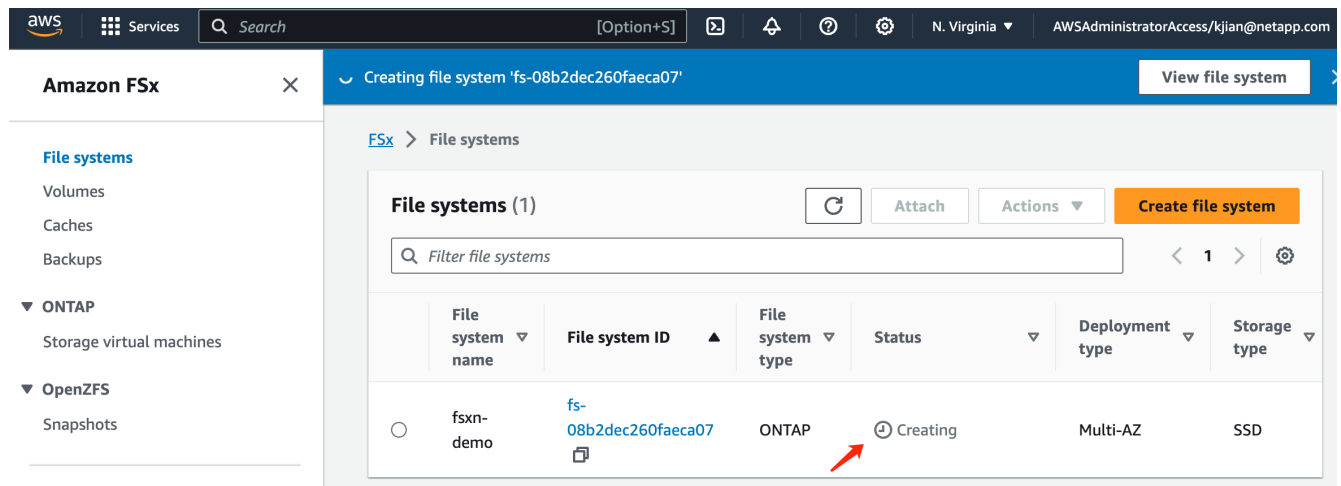 aws
Services
Search [Option+S]
N. Virginia
AWSAdministratorAccess/kjian@netapp.com
Amazon FSx
File systems
Volumes
Caches
Backups
ONTAP
Storage virtual machines
OpenZFS
Snapshots
Creating file system 'fs-08b2dec260faeca07'
View file system
FSx > File systems
File systems (1)
Attach
Actions
Create file system
Filter file systems
1
File
system
name
File system ID
File
system
type
Status
Deployment
type
Storage
type
fsxn-
demo
fs-
08b2dec260faeca07
ONTAP
Creating
Multi-AZ
SSD